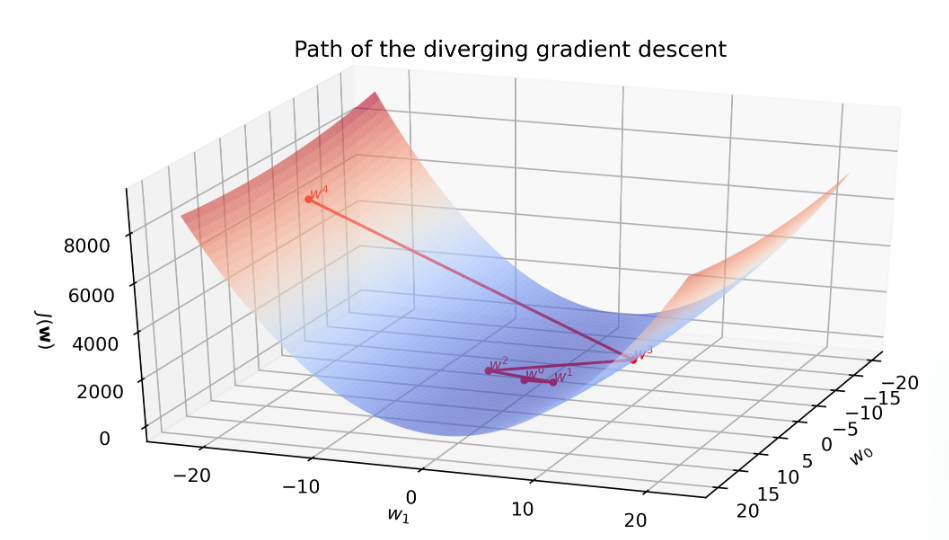 Path of the diverging gradient descent
w⁴
8000
6000
4000
2000
0
J(w)
w³
w²
w⁰
w¹
−20
−10
0
10
20
w₁
−20
−15
−10
−5
0
5
10
15
20
w₀